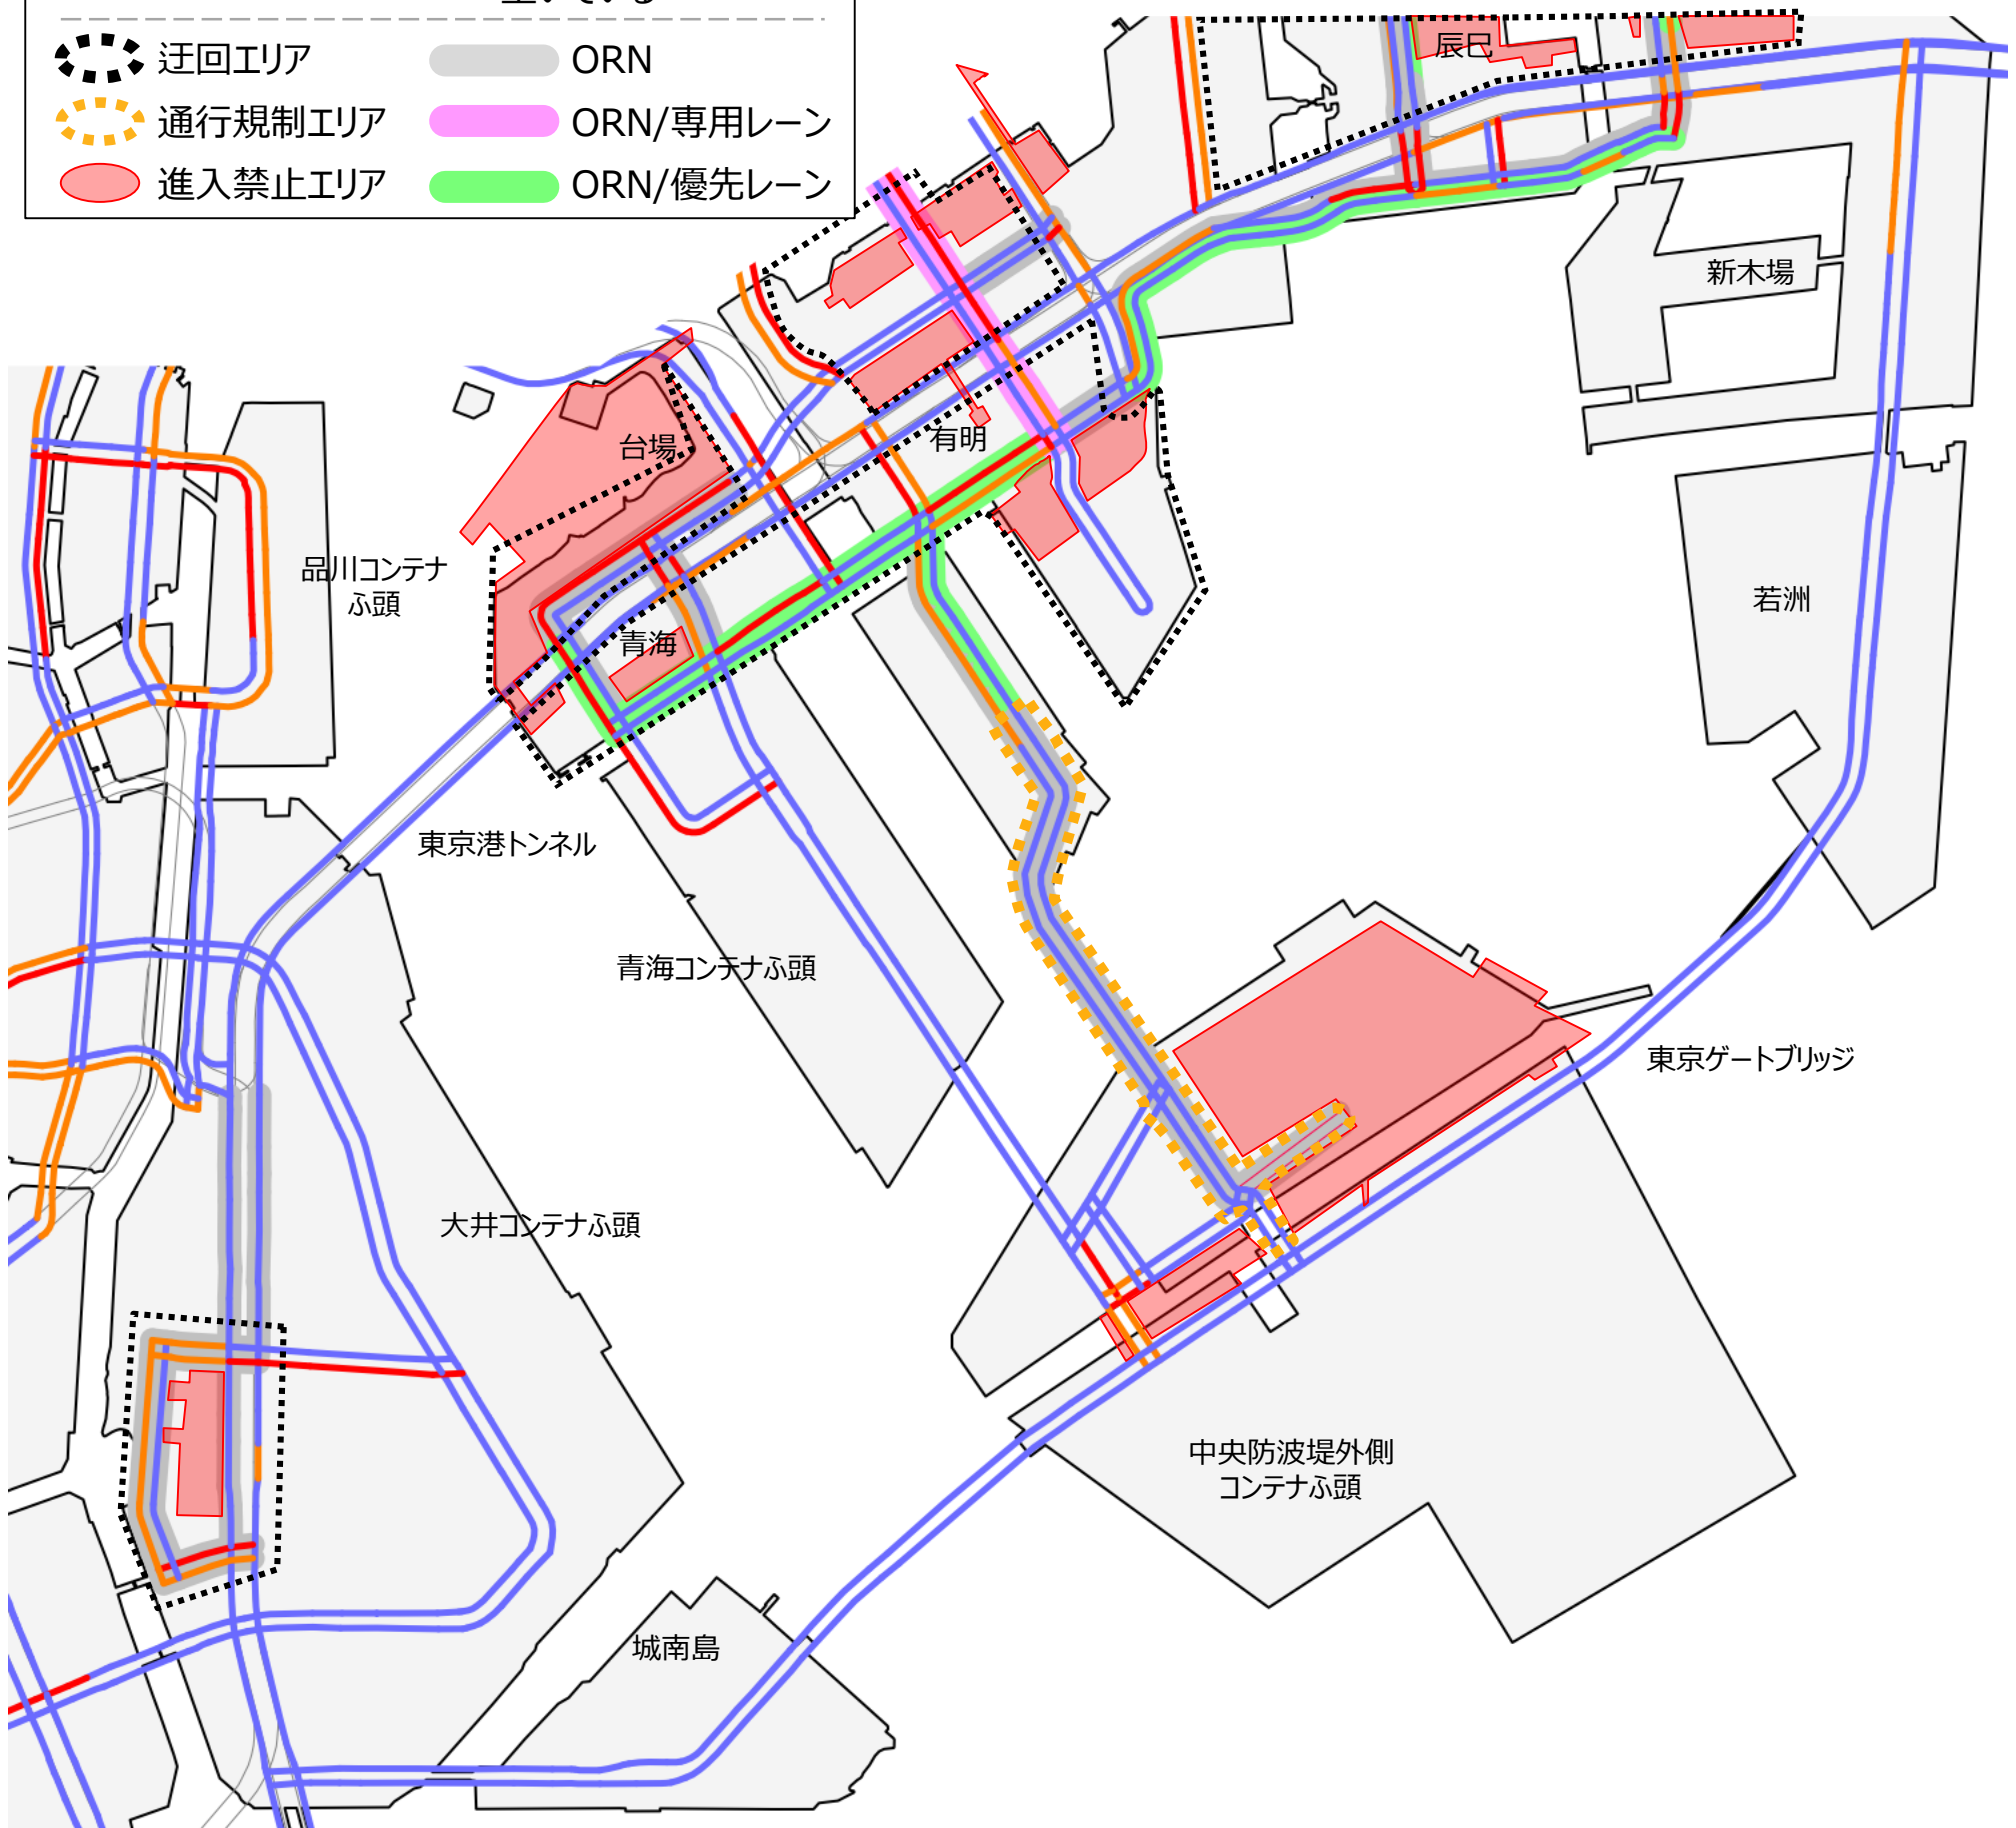 空いている
迂回エリア
ORN
通行規制エリア
ORN/専用レーン
進入禁止エリア
ORN/優先レーン
辰巳
新木場
有明
台場
品川コンテナ
ふ頭
青海
若洲
東京港トンネル
青海コンテナふ頭
東京ゲートブリッジ
大井コンテナふ頭
中央防波堤外側
コンテナふ頭
城南島